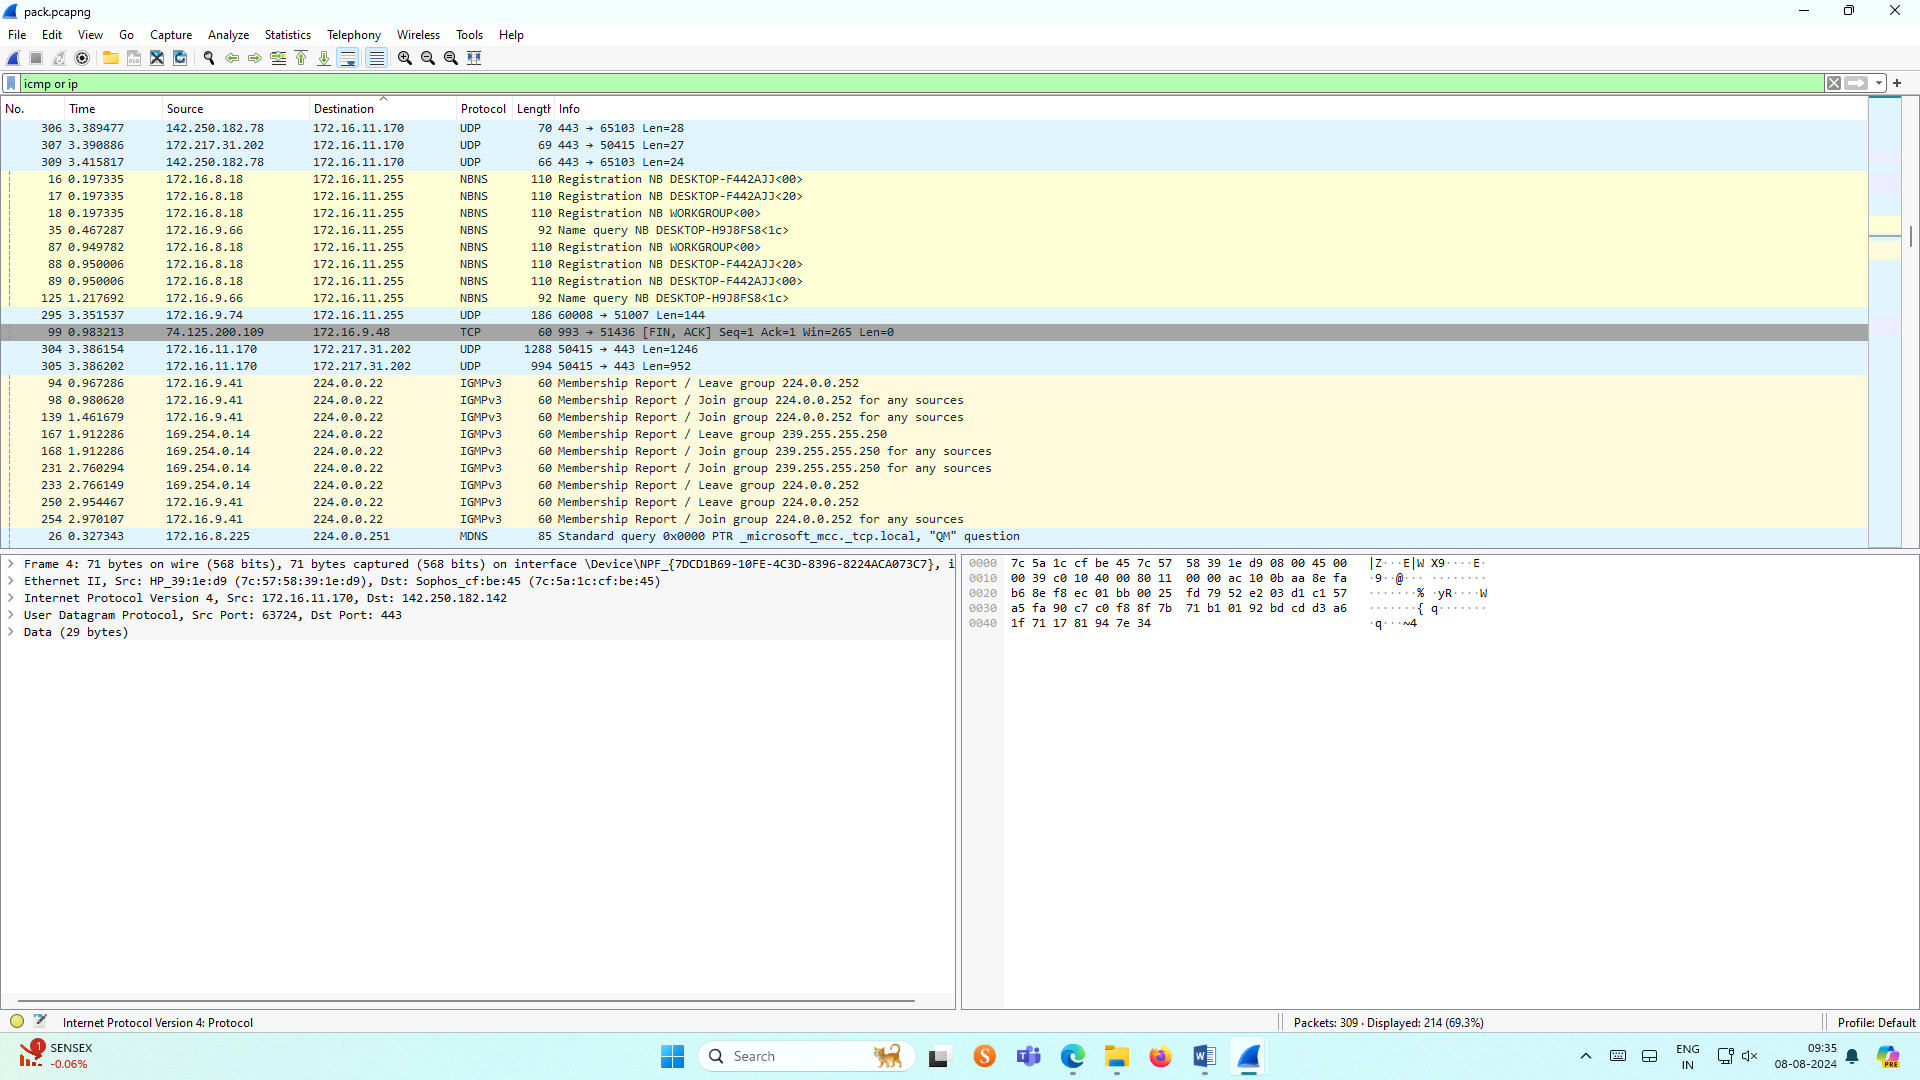 pack.pcapng
File Edit View Go Capture Analyze Statistics Telephony Wireless Tools Help
icmp or ip
No. Time Source Destination Protocol Length Info
306 3.389477 142.250.182.78 172.16.11.170 UDP 70 443 → 65103 Len=28
307 3.390886 172.217.31.202 172.16.11.170 UDP 69 443 → 50415 Len=27
309 3.415817 142.250.182.78 172.16.11.170 UDP 66 443 → 65103 Len=24
16 0.197335 172.16.8.18 172.16.11.255 NBNS 110 Registration NB DESKTOP-F442AJJ<00>
17 0.197335 172.16.8.18 172.16.11.255 NBNS 110 Registration NB DESKTOP-F442AJJ<20>
18 0.197335 172.16.8.18 172.16.11.255 NBNS 110 Registration NB WORKGROUP<00>
35 0.467287 172.16.9.66 172.16.11.255 NBNS 92 Name query NB DESKTOP-H9J8FS8<1c>
87 0.949782 172.16.8.18 172.16.11.255 NBNS 110 Registration NB WORKGROUP<00>
88 0.950006 172.16.8.18 172.16.11.255 NBNS 110 Registration NB DESKTOP-F442AJJ<20>
89 0.950006 172.16.8.18 172.16.11.255 NBNS 110 Registration NB DESKTOP-F442AJJ<00>
125 1.217692 172.16.9.66 172.16.11.255 NBNS 92 Name query NB DESKTOP-H9J8FS8<1c>
295 3.351537 172.16.9.74 172.16.11.255 UDP 186 60008 → 51007 Len=144
99 0.983213 74.125.200.109 172.16.9.48 TCP 60 993 → 51436 [FIN, ACK] Seq=1 Ack=1 Win=265 Len=0
304 3.386154 172.16.11.170 172.217.31.202 UDP 1288 50415 → 443 Len=1246
305 3.386202 172.16.11.170 172.217.31.202 UDP 994 50415 → 443 Len=952
94 0.967286 172.16.9.41 224.0.0.22 IGMPv3 60 Membership Report / Leave group 224.0.0.252
98 0.980620 172.16.9.41 224.0.0.22 IGMPv3 60 Membership Report / Join group 224.0.0.252 for any sources
139 1.461679 172.16.9.41 224.0.0.22 IGMPv3 60 Membership Report / Join group 224.0.0.252 for any sources
167 1.912286 169.254.0.14 224.0.0.22 IGMPv3 60 Membership Report / Leave group 239.255.255.250
168 1.912286 169.254.0.14 224.0.0.22 IGMPv3 60 Membership Report / Join group 239.255.255.250 for any sources
231 2.760294 169.254.0.14 224.0.0.22 IGMPv3 60 Membership Report / Join group 239.255.255.250 for any sources
233 2.766149 169.254.0.14 224.0.0.22 IGMPv3 60 Membership Report / Leave group 224.0.0.252
250 2.954467 172.16.9.41 224.0.0.22 IGMPv3 60 Membership Report / Leave group 224.0.0.252
254 2.970107 172.16.9.41 224.0.0.22 IGMPv3 60 Membership Report / Join group 224.0.0.252 for any sources
26 0.327343 172.16.8.225 224.0.0.251 MDNS 85 Standard query 0x0000 PTR _microsoft_mcc._tcp.local, "QM" question
Frame 4: 71 bytes on wire (568 bits), 71 bytes captured (568 bits) on interface \Device\NPF_{7DCD1B69-10FE-4C3D-8396-8224ACA073C7}, i
Ethernet II, Src: HP_39:1e:d9 (7c:57:58:39:1e:d9), Dst: Sophos_cf:be:45 (7c:5a:1c:cf:be:45)
Internet Protocol Version 4, Src: 172.16.11.170, Dst: 142.250.182.142
User Datagram Protocol, Src Port: 63724, Dst Port: 443
Data (29 bytes)
0000 7c 5a 1c cf be 45 7c 57 58 39 1e d9 08 00 45 00 |Z···E|W X9····E·
0010 00 39 c0 10 40 00 80 11 00 00 ac 10 0b aa 8e fa ·9··@··· ········
0020 b6 8e f8 ec 01 bb 00 25 fd 79 52 e2 03 d1 c1 57 ·······% ·yR····W
0030 a5 fa 90 c7 c0 f8 8f 7b 71 b1 01 92 bd cd d3 a6 ·······{ q·······
0040 1f 71 17 81 94 7e 34 ·q···~4
Internet Protocol Version 4: Protocol
Packets: 309 · Displayed: 214 (69.3%)
Profile: Default
1
SENSEX
-0.06%
Search
ENG
IN
09:35
08-08-2024
PRE